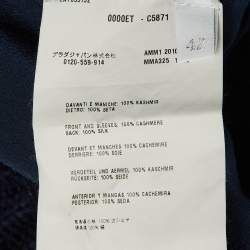 0000ET - C5871
プラダジャパン株式会社
0120-559-914
AMM1 2010
MMA325
DAVANTI E MANICHE: 100% KASHMIR
DIETRO: 100% SETA
FRONT AND SLEEVES: 100% CASHMERE
BACK: 100% SILK
DEVANT ET MANCHES: 100% CACHEMIRE
DERRIERE: 100% SOIE
VORDERTEIL UND AERMEL: 100% KASCHMIR
RÜCKSEITE: 100% SEIDE
ANTERIOR Y MANGAS: 100% CACHEMIRA
POSTERIOR: 100% SEDA